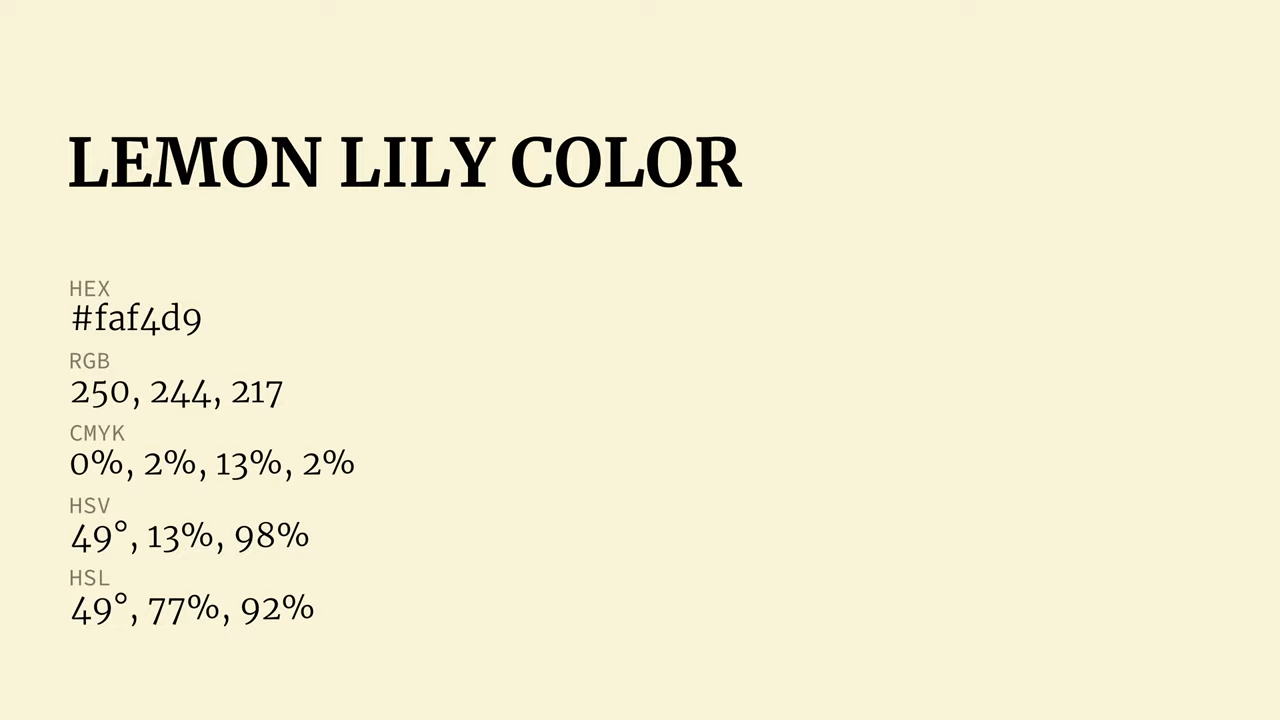 LEMON LILY COLOR
HEX
#faf4d9
RGB
250, 244, 217
CMYK
0%, 2%, 13%, 2%
HSV
49°, 13%, 98%
HSL
49°, 77%, 92%